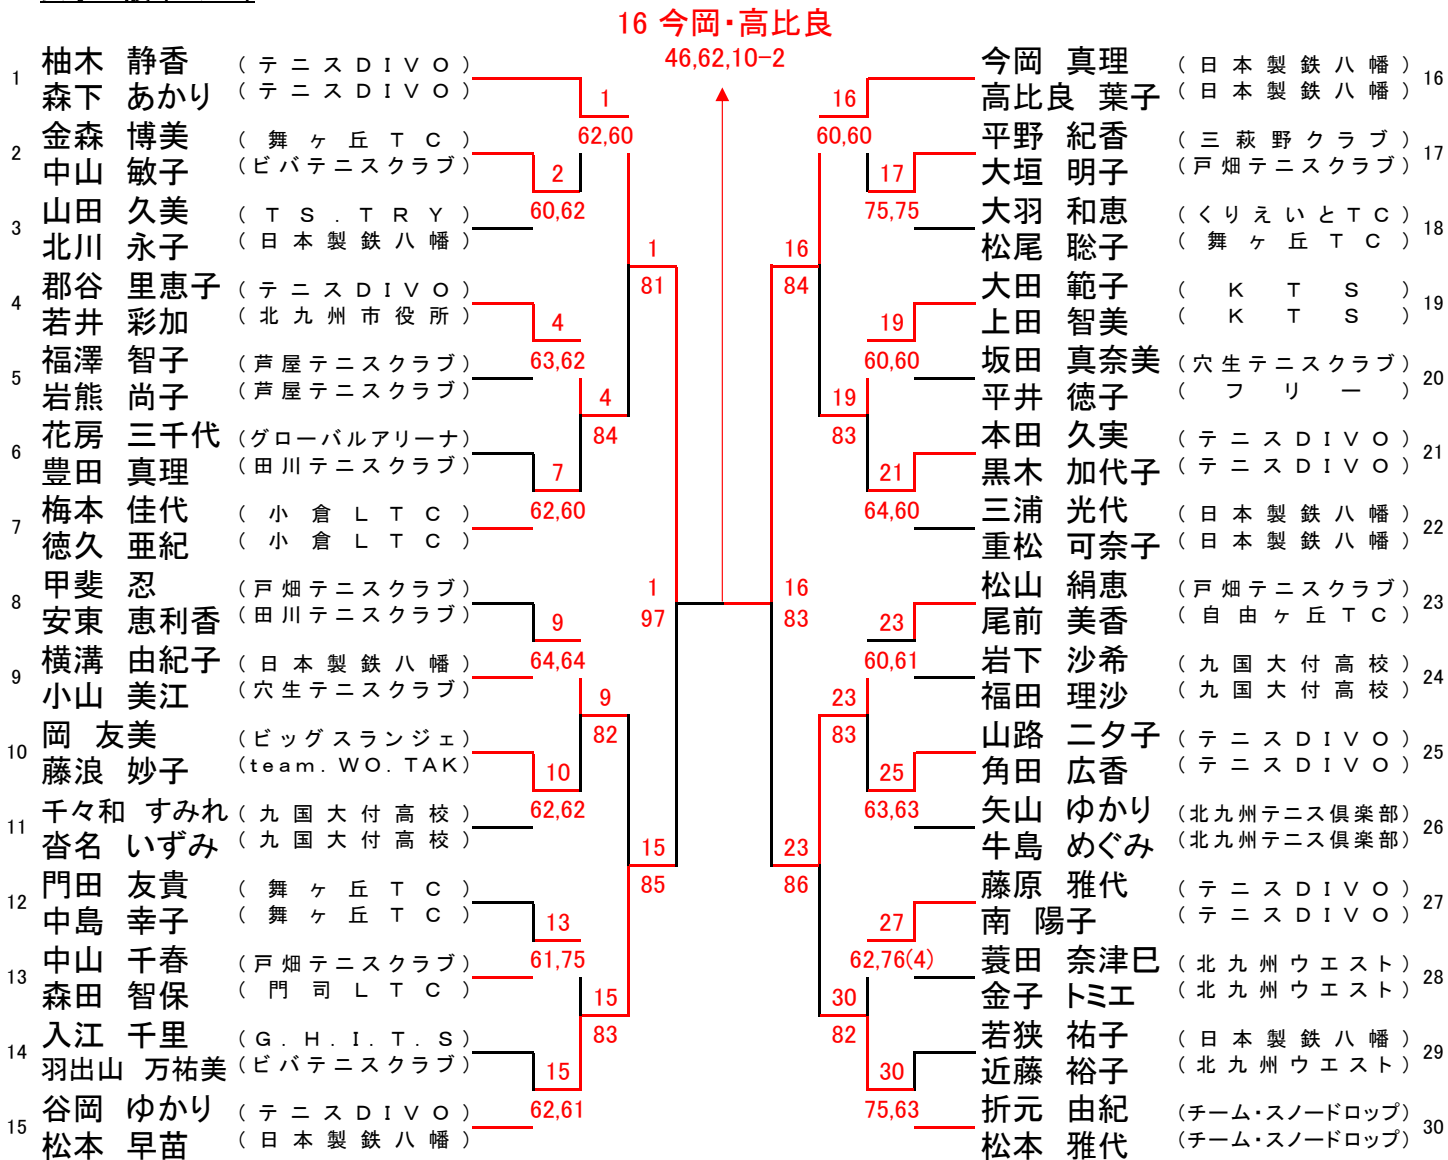 16 今岡・高比良
46,62,10-2
1 柚木 静香 (テニスDIVO)
森下 あかり (テニスDIVO)
2 金森 博美 (舞ヶ丘TC)
中山 敏子 (ビバテニスクラブ)
3 山田 久美 (TS.TRY)
北川 永子 (日本製鉄八幡)
4 郡谷 里恵子 (テニスDIVO)
若井 彩加 (北九州市役所)
5 福澤 智子 (芦屋テニスクラブ)
岩熊 尚子 (芦屋テニスクラブ)
6 花房 三千代 (グローバルアリーナ)
豊田 真理 (田川テニスクラブ)
7 梅本 佳代 (小倉LTC)
徳久 亜紀 (小倉LTC)
8 甲斐 忍 (戸畑テニスクラブ)
安東 恵利香 (田川テニスクラブ)
9 横溝 由紀子 (日本製鉄八幡)
小山 美江 (穴生テニスクラブ)
10 岡 友美 (ビッグスランジェ)
藤浪 妙子 (team.WO.TAK)
11 千々和 すみれ (九国大付高校)
沓名 いずみ (九国大付高校)
12 門田 友貴 (舞ヶ丘TC)
中島 幸子 (舞ヶ丘TC)
13 中山 千春 (戸畑テニスクラブ)
森田 智保 (門司LTC)
14 入江 千里 (G.H.I.T.S)
羽出山 万祐美 (ビバテニスクラブ)
15 谷岡 ゆかり (テニスDIVO)
松本 早苗 (日本製鉄八幡)
1
62,60
2
60,62
1
81
4
63,62
4
84
7
62,60
1
97
9
64,64
9
82
10
62,62
15
85
13
61,75
15
83
15
62,61
16
60,60
17
75,75
16
84
19
60,60
19
83
21
64,60
16
83
23
60,61
23
83
25
63,63
23
86
27
62,76(4)
30
82
30
75,63
今岡 真理 (日本製鉄八幡) 16
高比良 葉子 (日本製鉄八幡)
平野 紀香 (三萩野クラブ) 17
大垣 明子 (戸畑テニスクラブ)
大羽 和恵 (くりえいとTC) 18
松尾 聡子 (舞ヶ丘TC)
大田 範子 (KTS) 19
上田 智美 (KTS)
坂田 真奈美 (穴生テニスクラブ) 20
平井 徳子 (フリー)
本田 久実 (テニスDIVO) 21
黒木 加代子 (テニスDIVO)
三浦 光代 (日本製鉄八幡) 22
重松 可奈子 (日本製鉄八幡)
松山 絹恵 (戸畑テニスクラブ) 23
尾前 美香 (自由ヶ丘TC)
岩下 沙希 (九国大付高校) 24
福田 理沙 (九国大付高校)
山路 二夕子 (テニスDIVO) 25
角田 広香 (テニスDIVO)
矢山 ゆかり (北九州テニス倶楽部) 26
牛島 めぐみ (北九州テニス倶楽部)
藤原 雅代 (テニスDIVO) 27
南 陽子 (テニスDIVO)
蓑田 奈津巳 (北九州ウエスト) 28
金子 トミエ (北九州ウエスト)
若狭 祐子 (日本製鉄八幡) 29
近藤 裕子 (北九州ウエスト)
折元 由紀 (チーム・スノードロップ) 30
松本 雅代 (チーム・スノードロップ)